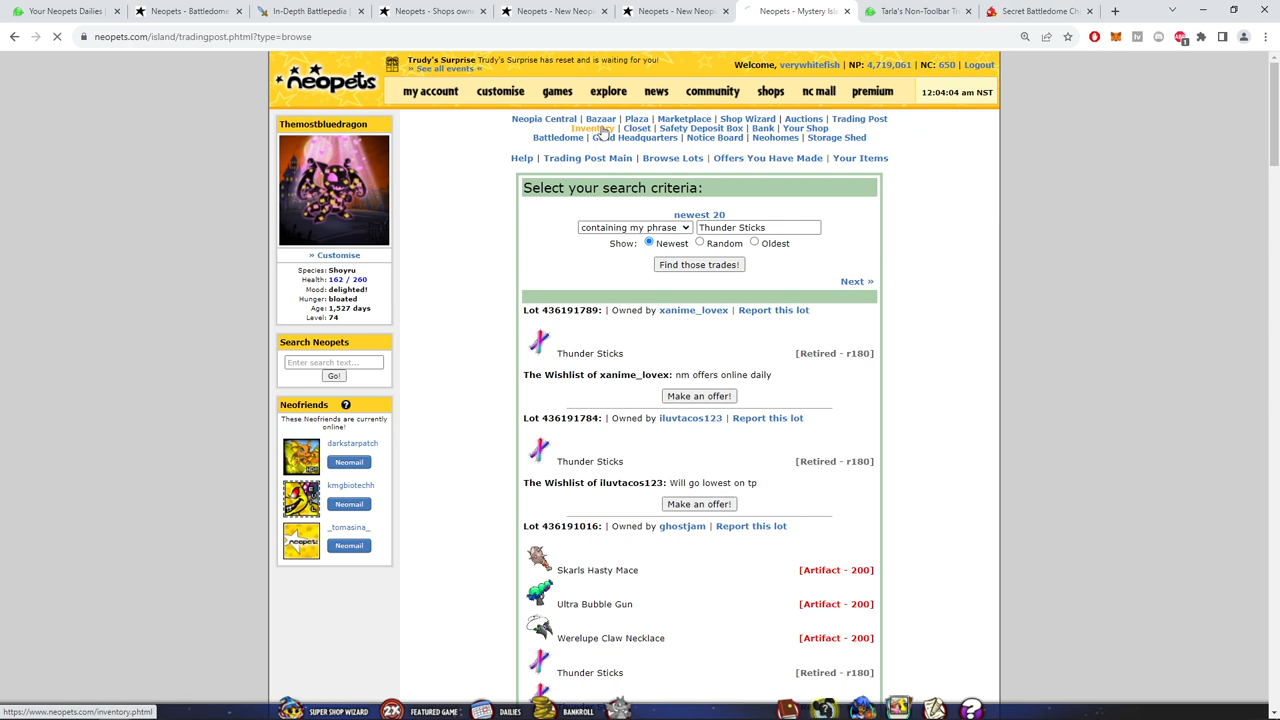 Your Neopets Dailies
Neopets - Battledome
In-Depth Battlepedia
Neopets - Shops owne
Neopets - New Neopi
Neopets - New Neopi
Neopets - Mystery Isl
Tarla's Non-Toolbar Tr
Secret Battledome Ch
neopets.com/island/tradingpost.phtml?type=browse
Trudy's Surprise Trudy's Surprise has reset and is waiting for you!
» See all events «
Welcome, verywhitefish | NP: 4,719,061 | NC: 650 | Logout
neopets
my account customise games explore news community shops nc mall premium
12:04:04 am NST
Neopia Central | Bazaar | Plaza | Marketplace | Shop Wizard | Auctions | Trading Post
Inventory | Closet | Safety Deposit Box | Bank | Your Shop
Battledome | Guild Headquarters | Notice Board | Neohomes | Storage Shed
Help | Trading Post Main | Browse Lots | Offers You Have Made | Your Items
Themostbluedragon
» Customise
Species: Shoyru
Health: 162 / 260
Mood: delighted!
Hunger: bloated
Age: 1,527 days
Level: 74
Search Neopets
Enter search text...
Go!
Neofriends ?
These Neofriends are currently
online!
darkstarpatch
Neomail
kmgbiotechh
Neomail
_tomasina_
neopets
Neomail
Select your search criteria:
newest 20
containing my phrase Thunder Sticks
Show: Newest Random Oldest
Find those trades!
Next »
Lot 436191789: | Owned by xanime_lovex | Report this lot
Thunder Sticks [Retired - r180]
The Wishlist of xanime_lovex: nm offers online daily
Make an offer!
Lot 436191784: | Owned by iluvtacos123 | Report this lot
Thunder Sticks [Retired - r180]
The Wishlist of iluvtacos123: Will go lowest on tp
Make an offer!
Lot 436191016: | Owned by ghostjam | Report this lot
Skarls Hasty Mace [Artifact - 200]
Ultra Bubble Gun [Artifact - 200]
Werelupe Claw Necklace [Artifact - 200]
Thunder Sticks [Retired - r180]
https://www.neopets.com/inventory.phtml
SUPER SHOP WIZARD 2X FEATURED GAME DAILIES BANKROLL